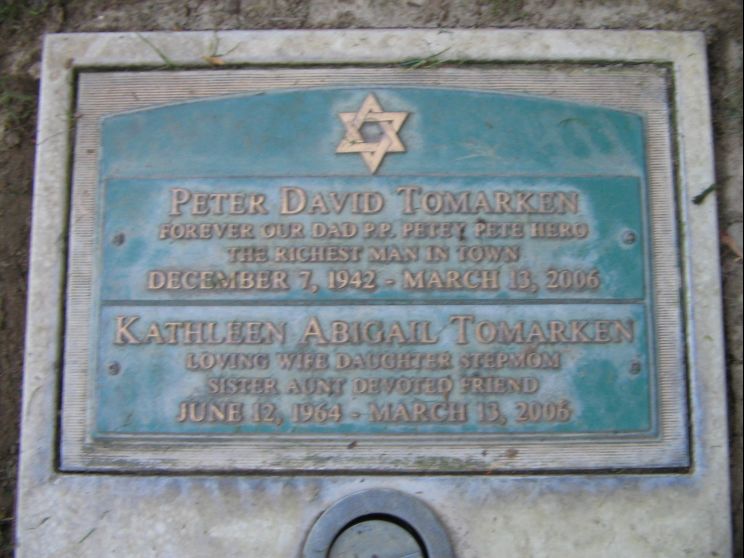 PETER DAVID TOMARKEN
FOREVER OUR DAD P.P. PETEY PETE HERO
THE RICHEST MAN IN TOWN
DECEMBER 7, 1942 - MARCH 13, 2006
KATHLEEN ABIGAIL TOMARKEN
LOVING WIFE DAUGHTER STEPMOM
SISTER AUNT DEVOTED FRIEND
JUNE 12, 1964 - MARCH 13, 2006